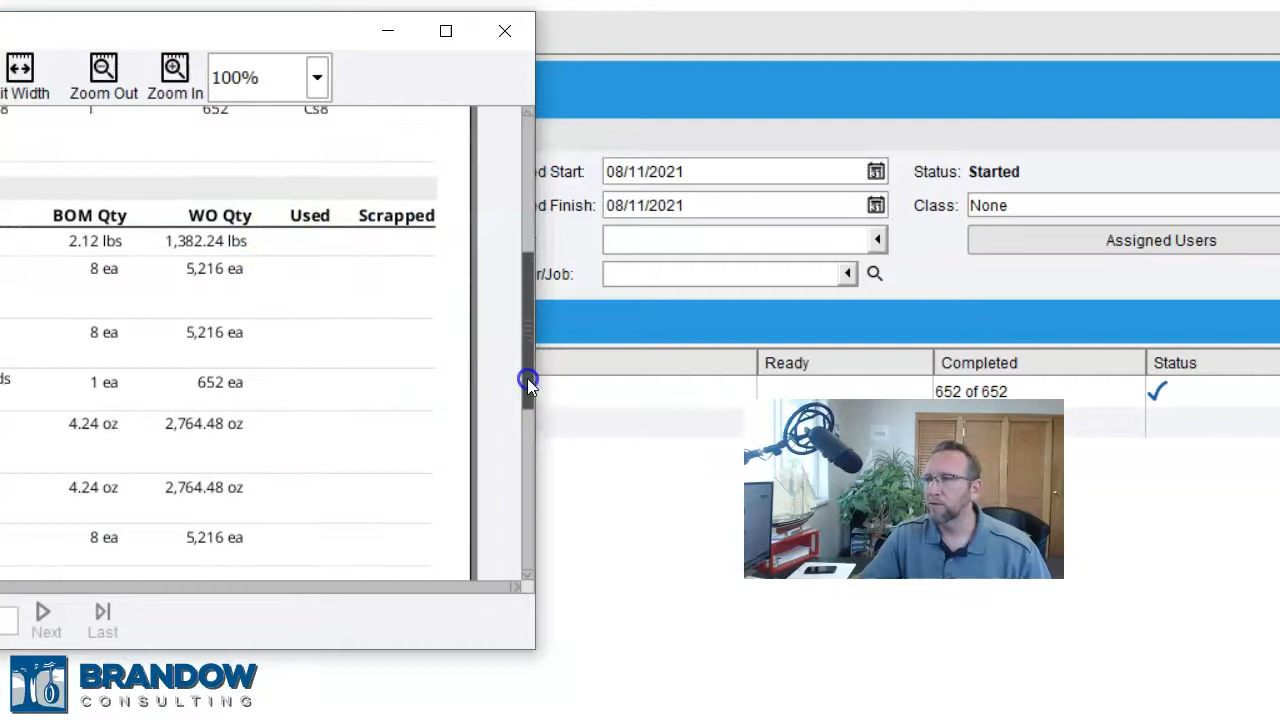 it Width
Zoom Out
Zoom In
100%
652
Cs8
BOM Qty WO Qty Used Scrapped
2.12 lbs 1,382.24 lbs
8 ea 5,216 ea
8 ea 5,216 ea
ds 1 ea 652 ea
4.24 oz 2,764.48 oz
4.24 oz 2,764.48 oz
8 ea 5,216 ea
Next
Last
d Start: 08/11/2021
31
Status: Started
d Finish: 08/11/2021
31
Class: None
Assigned Users
r/Job:
Ready Completed Status
652 of 652
BRANDOW
CONSULTING